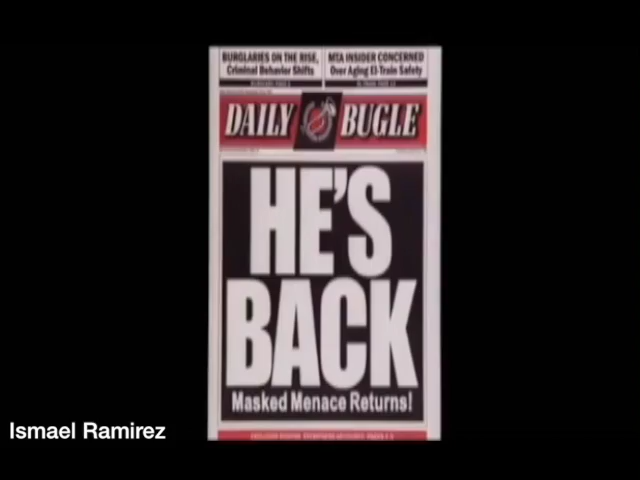 BURGLARIES ON THE RISE,
Criminal Behavior Shifts
MTA INSIDER CONCERNED
Over Aging El-Train Safety
DAILY BUGLE
HE'S
BACK
Masked Menace Returns!
Ismael Ramirez